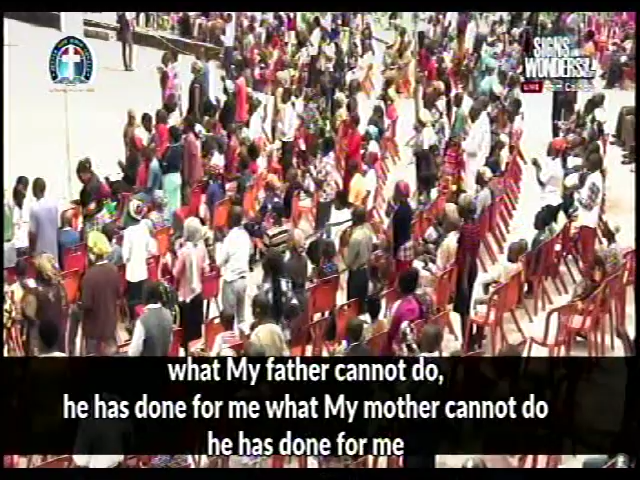 SIGNS
WONDERS
LIVE
what My father cannot do,
he has done for me what My mother cannot do
he has done for me